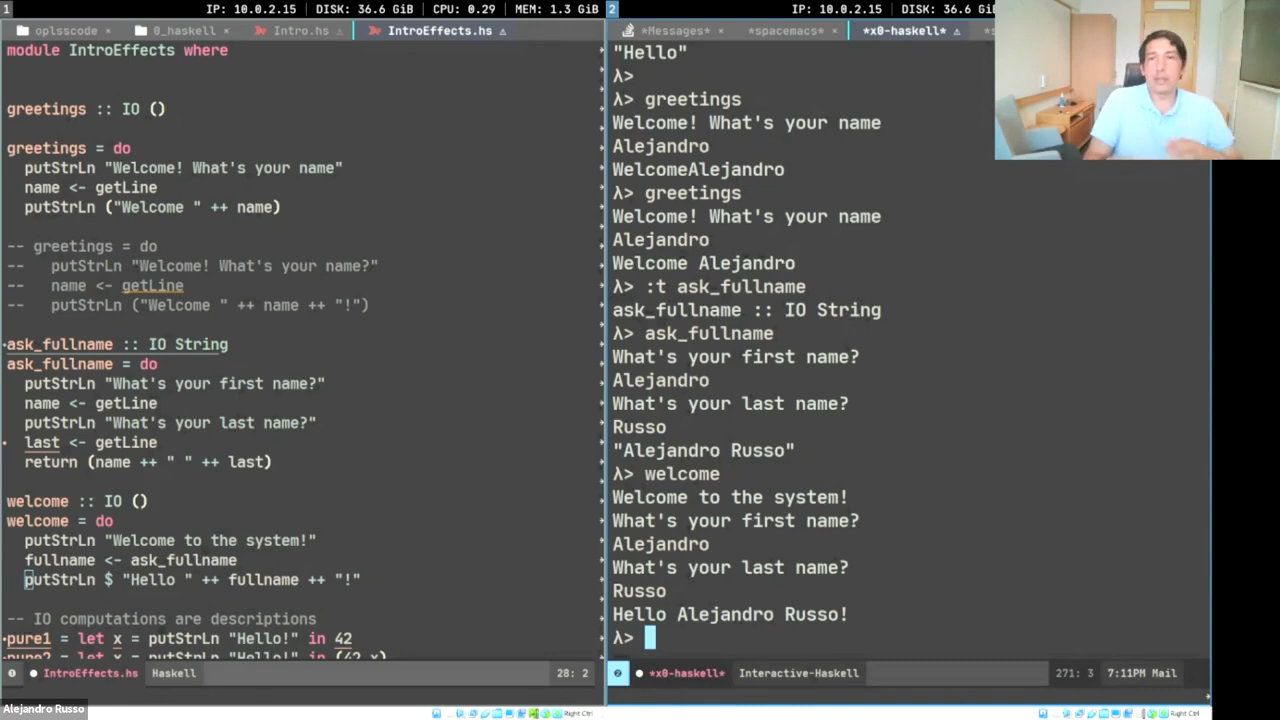 1 IP: 10.0.2.15 | DISK: 36.6 GiB | CPU: 0.29 | MEM: 1.3 GiB
oplsscode × 0_haskell × Intro.hs IntroEffects.hs
module IntroEffects where
greetings :: IO ()
greetings = do
putStrLn "Welcome! What's your name"
name <- getLine
putStrLn ("Welcome " ++ name)
-- greetings = do
-- putStrLn "Welcome! What's your name?"
-- name <- getLine
-- putStrLn ("Welcome " ++ name ++ "!")
ask_fullname :: IO String
ask_fullname = do
putStrLn "What's your first name?"
name <- getLine
putStrLn "What's your last name?"
last <- getLine
return (name ++ " " ++ last)
welcome :: IO ()
welcome = do
putStrLn "Welcome to the system!"
fullname <- ask_fullname
putStrLn $ "Hello " ++ fullname ++ "!"
-- IO computations are descriptions
pure1 = let x = putStrLn "Hello!" in 42
pure2 = let x = putStrLn "Hello!" in (42,x)
IntroEffects.hs Haskell 28: 2
Alejandro Russo
Right Ctrl
2 IP: 10.0.2.15 | DISK: 36.6 GiB
*Messages* × *spacemacs* × *x0-haskell*
"Hello"
λ>
λ> greetings
Welcome! What's your name
Alejandro
WelcomeAlejandro
λ> greetings
Welcome! What's your name
Alejandro
Welcome Alejandro
λ> :t ask_fullname
ask_fullname :: IO String
λ> ask_fullname
What's your first name?
Alejandro
What's your last name?
Russo
"Alejandro Russo"
λ> welcome
Welcome to the system!
What's your first name?
Alejandro
What's your last name?
Russo
Hello Alejandro Russo!
λ>
2 *x0-haskell* Interactive-Haskell 271: 3 7:11PM Mail
Right Ctrl